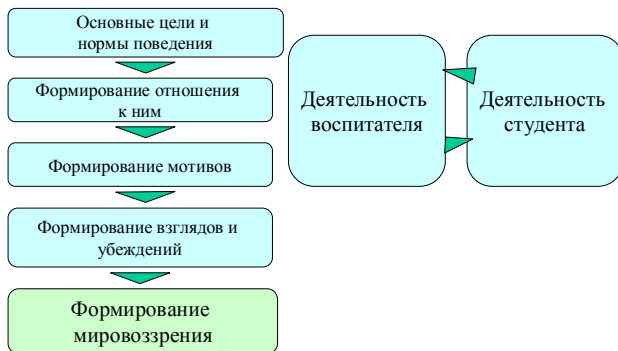 Основные цели и
нормы поведения
Формирование отношения
к ним
Формирование мотивов
Формирование взглядов и
убеждений
Формирование
мировоззрения
Деятельность
воспитателя
Деятельность
студента